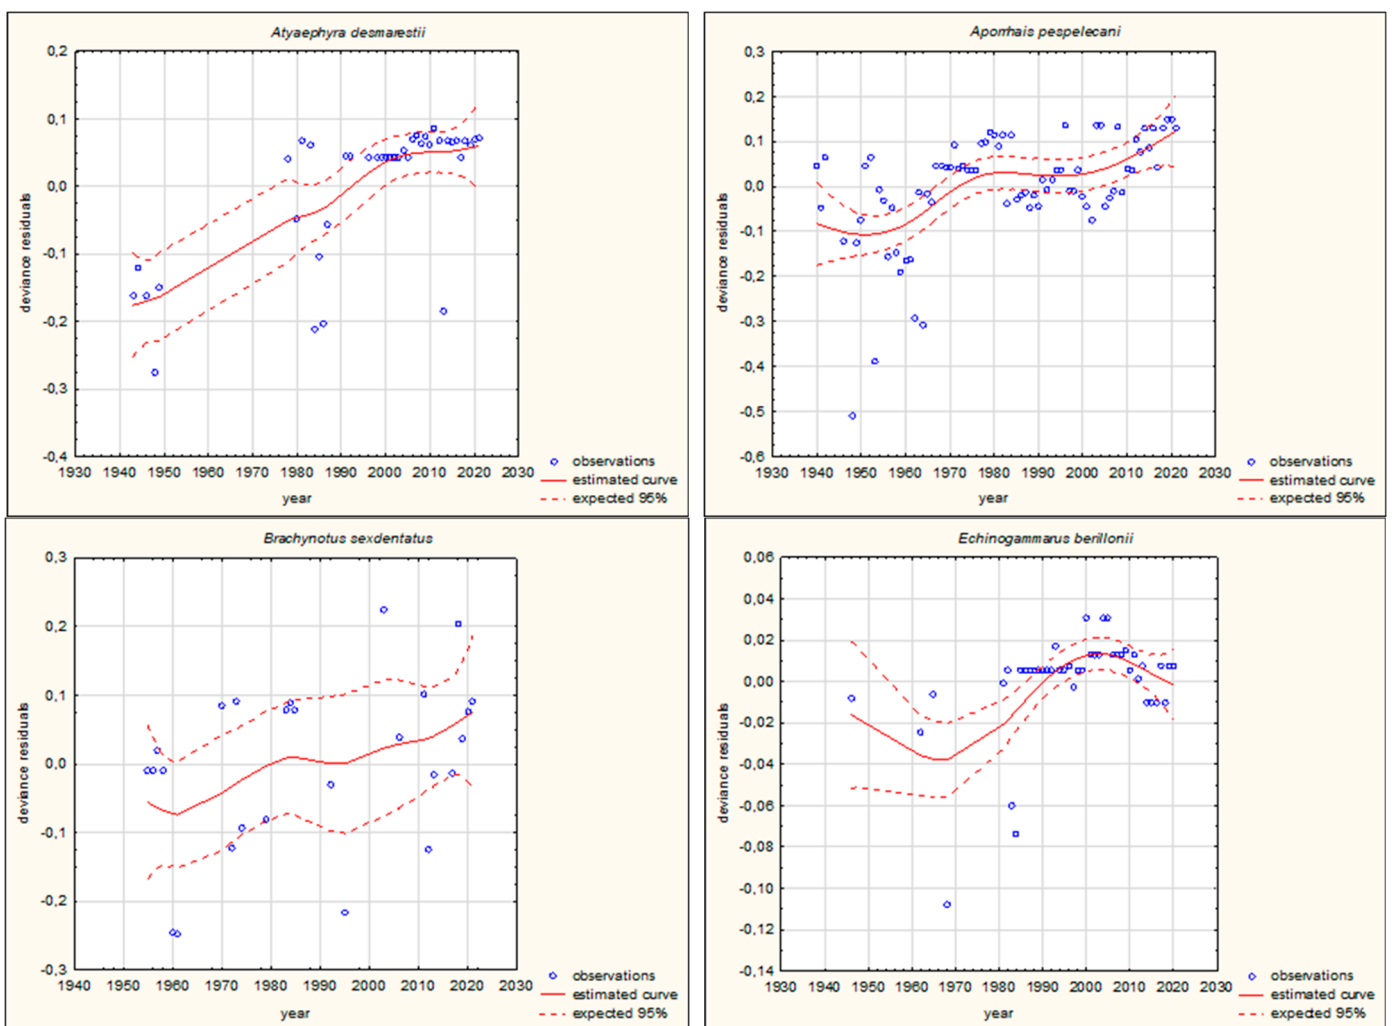 Atyaephyra desmarestii
0,2
0,1
0,0
-0,1
-0,2
-0,3
-0,4
deviance residuals
1930 1940 1950 1960 1970 1980 1990 2000 2010 2020 2030
year
observations
estimated curve
expected 95%
Aporrhais pespelecani
0,3
0,2
0,1
0,0
-0,1
-0,2
-0,3
-0,4
-0,5
-0,6
deviance residuals
1930 1940 1950 1960 1970 1980 1990 2000 2010 2020 2030
year
observations
estimated curve
expected 95%
Brachynotus sexdentatus
0,3
0,2
0,1
0,0
-0,1
-0,2
-0,3
deviance residuals
1940 1950 1960 1970 1980 1990 2000 2010 2020 2030
year
observations
estimated curve
expected 95%
Echinogammarus berillonii
0,06
0,04
0,02
0,00
-0,02
-0,04
-0,06
-0,08
-0,10
-0,12
-0,14
deviance residuals
1930 1940 1950 1960 1970 1980 1990 2000 2010 2020 2030
year
observations
estimated curve
expected 95%